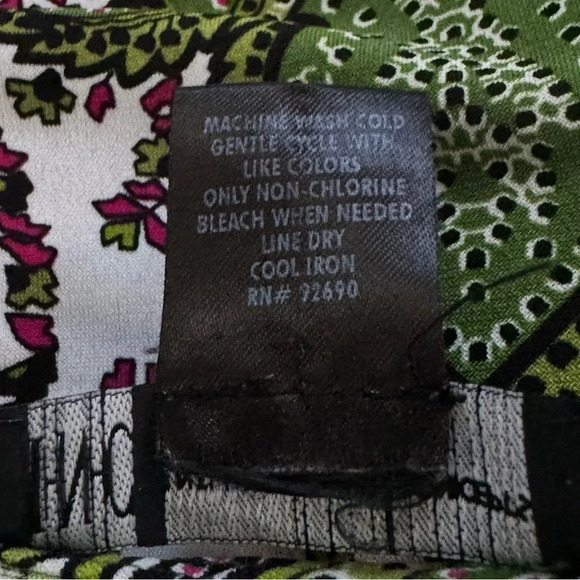 MACHINE WASH COLD
GENTLE CYCLE WITH
LIKE COLORS
ONLY NON-CHLORINE
BLEACH WHEN NEEDED
LINE DRY
COOL IRON
RN# 92690